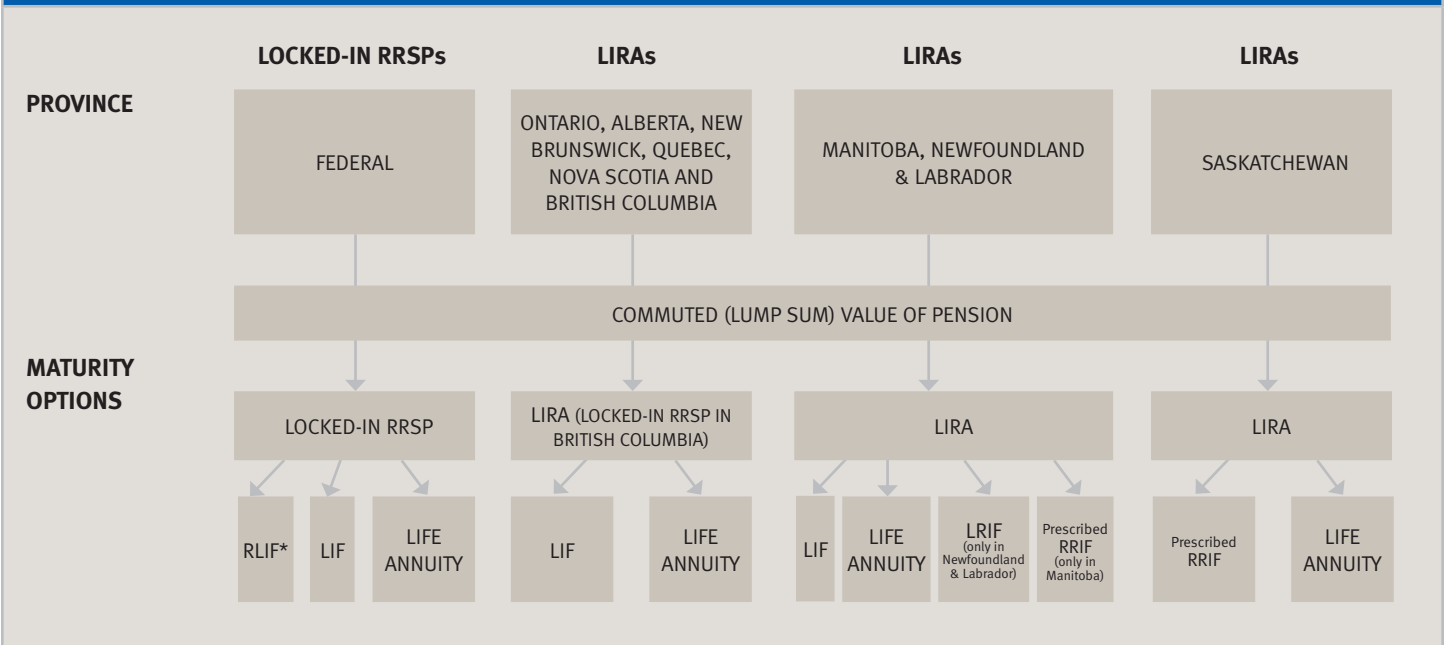 LOCKED-IN RRSPs
LIRAs
LIRAs
LIRAs
PROVINCE
FEDERAL
ONTARIO, ALBERTA, NEW
BRUNSWICK, QUEBEC,
NOVA SCOTIA AND
BRITISH COLUMBIA
MANITOBA, NEWFOUNDLAND
& LABRADOR
SASKATCHEWAN
COMMUTED (LUMP SUM) VALUE OF PENSION
MATURITY
OPTIONS
LOCKED-IN RRSP
LIRA (LOCKED-IN RRSP IN
BRITISH COLUMBIA)
LIRA
LIRA
RLIF*
LIF
LIFE
ANNUITY
LIF
LIFE
ANNUITY
LIF
LIFE
ANNUITY
LRIF
(only in
Newfoundland
& Labrador)
Prescribed
RRIF
(only in
Manitoba)
Prescribed
RRIF
LIFE
ANNUITY